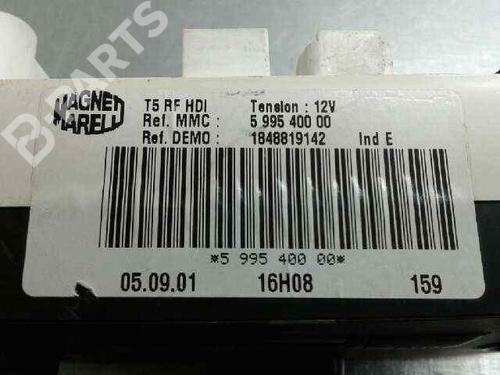 MAGNETI MARELLI
T5 RF HDI Tension : 12V
Ref. MMC : 5 995 400 00
Ref. DEMO : 1848819142 Ind E
*5 995 400 00*
05.09.01 16H08 159
B PARTS